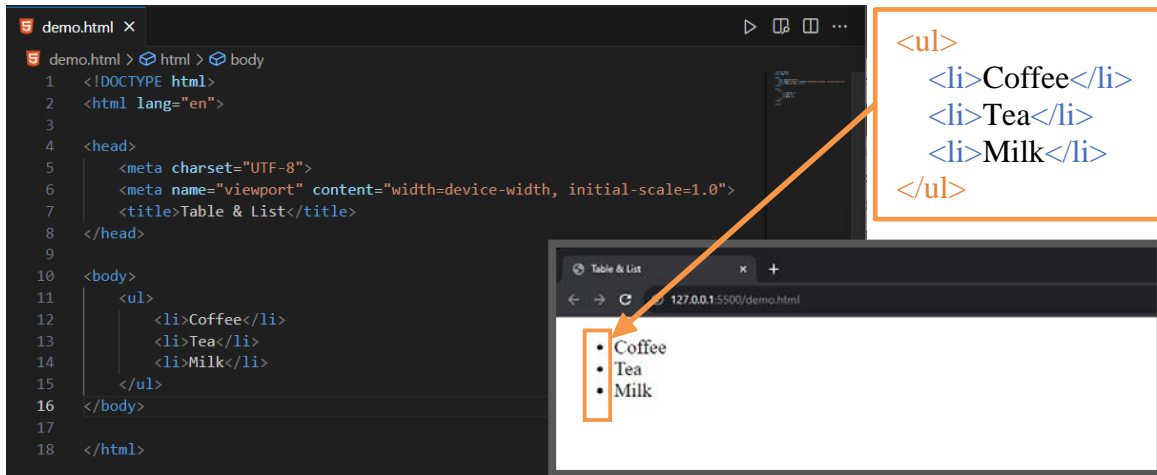 demo.html
demo.html > html > body
1 <!DOCTYPE html>
2 <html lang="en">
3
4 <head>
5 <meta charset="UTF-8">
6 <meta name="viewport" content="width=device-width, initial-scale=1.0">
7 <title>Table & List</title>
8 </head>
9
10 <body>
11 <ul>
12 <li>Coffee</li>
13 <li>Tea</li>
14 <li>Milk</li>
15 </ul>
16 </body>
17
18 </html>
<ul>
<li>Coffee</li>
<li>Tea</li>
<li>Milk</li>
</ul>
Table & List
127.0.0.1:5500/demo.html
• Coffee
• Tea
• Milk